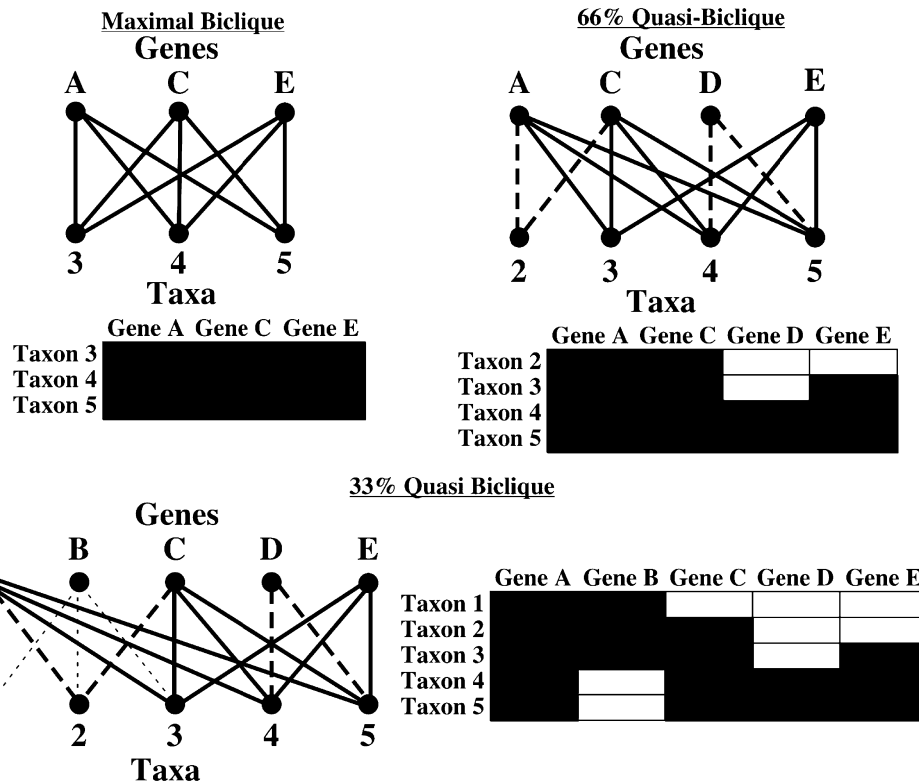 Maximal Biclique
Genes
A C E
3 4 5
Taxa
Gene A Gene C Gene E
Taxon 3
Taxon 4
Taxon 5
66% Quasi-Biclique
Genes
A C D E
2 3 4 5
Taxa
Gene A Gene C Gene D Gene E
Taxon 2
Taxon 3
Taxon 4
Taxon 5
33% Quasi Biclique
Genes
B C D E
2 3 4 5
Taxa
Gene A Gene B Gene C Gene D Gene E
Taxon 1
Taxon 2
Taxon 3
Taxon 4
Taxon 5